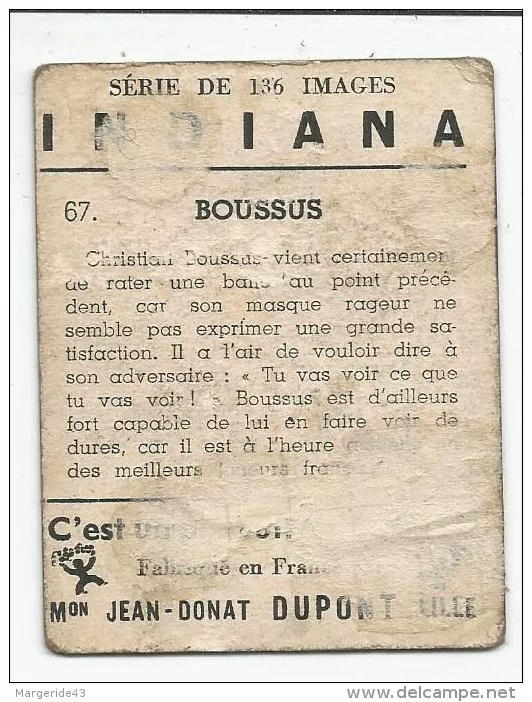 SÉRIE DE 136 IMAGES
INDIANA
67. BOUSSUS
Christian Boussus vient certainement
de rater une balle au point précé-
dent, car son masque rageur ne
semble pas exprimer une grande sa-
tisfaction. Il a l'air de vouloir dire à
son adversaire : « Tu vas voir ce que
tu vas voir ! » Boussus est d'ailleurs
fort capable de lui en faire voir de
dures, car il est à l'heure
des meilleurs joueurs
C'est
Fabriqué en France
MON JEAN-DONAT DUPONT LILLE
Margeride43
www.delcampe.net